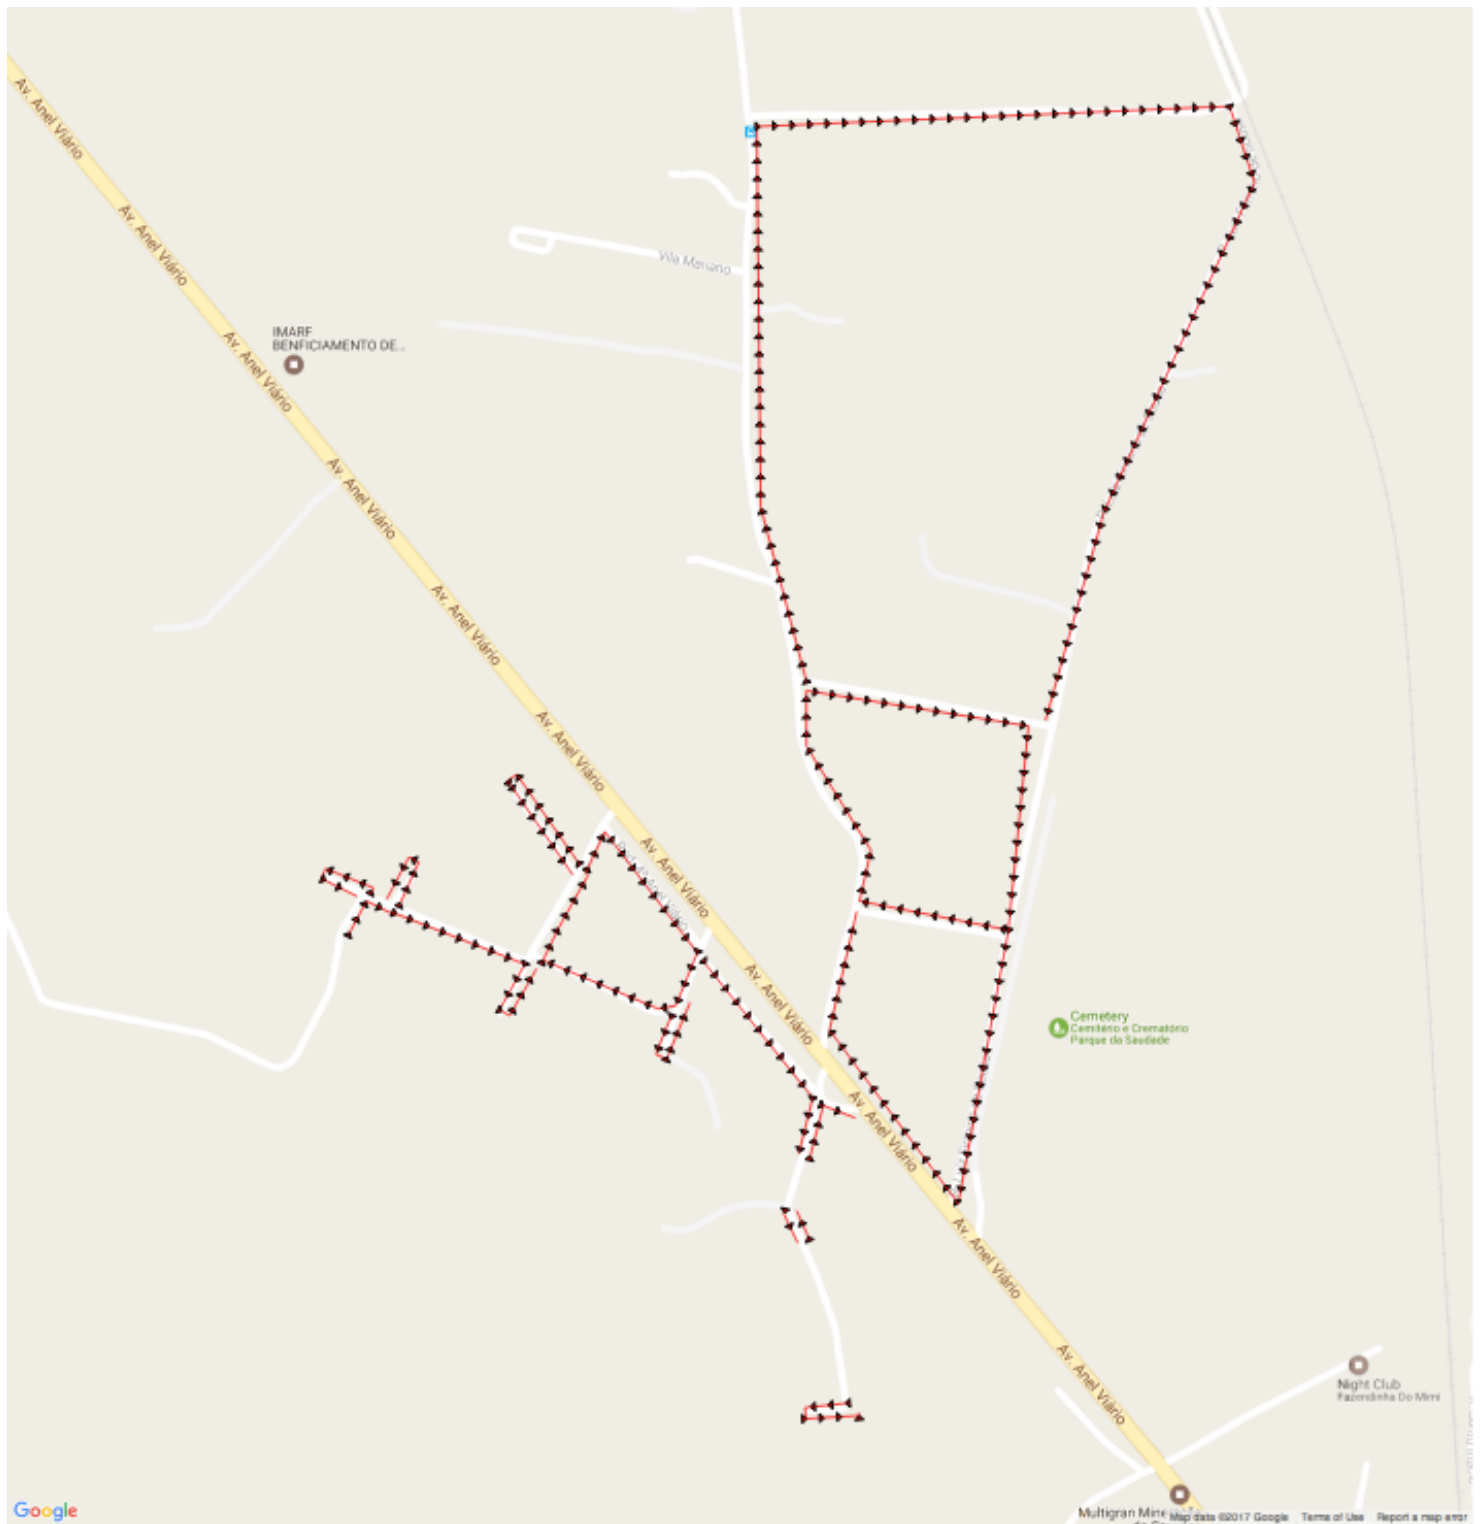 Av. Anel Viário
Av. Anel Viário
Vila Mariano
Av. Anel Viário
IMARF
BENFICIAMENTO DE...
Av. Anel Viário
Av. Anel Viário
Av. Anel Viário
Av. Anel Viário
Av. Anel Viário
Cemetery
Cemitério e Crematório
Parque da Saudade
Av. Anel Viário
Av. Anel Viário
Av. Anel Viário
Night Club
Fazendinha Do Mimi
Av. Anel Viário
Google
Multigran
Map data ©2017 Google Terms of Use Report a map error